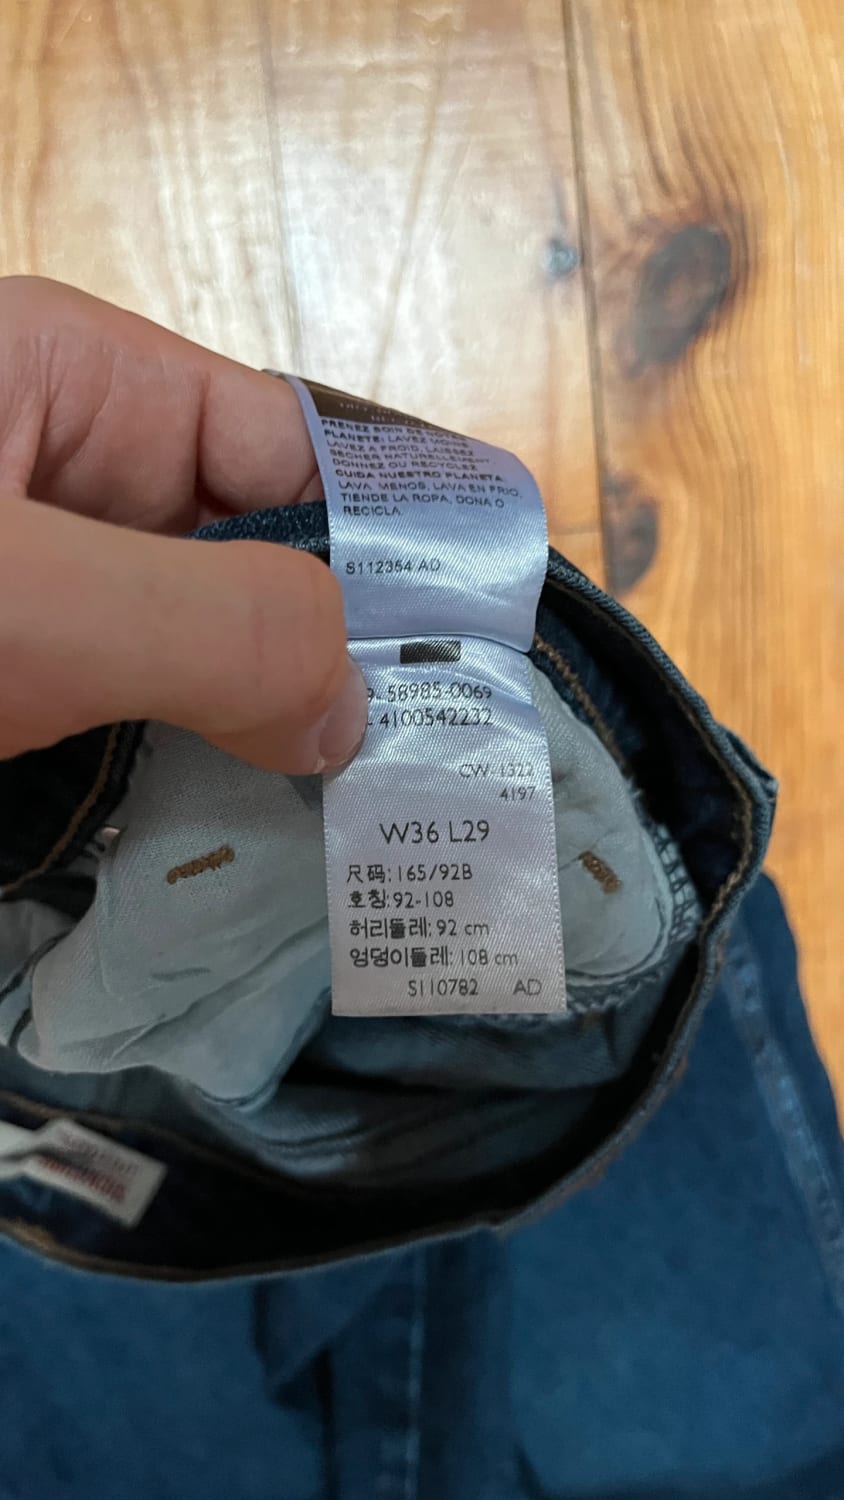 PRENEZ SOIN DE NOTRE
PLANETE: LAVEZ MOINS,
LAVEZ A FROID, LAISSEZ
SECHER NATURELLEMENT,
DONNEZ OU RECYCLEZ
CUIDA NUESTRO PLANETA:
LAVA MENOS, LAVA EN FRIO,
TIENDE LA ROPA, DONA O
RECICLA.
S112354 AD
58985-0069
4100542232
CW-1322
4197
W36 L29
尺码:165/92B
호칭:92-108
허리둘레:92 cm
엉덩이둘레:108 cm
S110782 AD